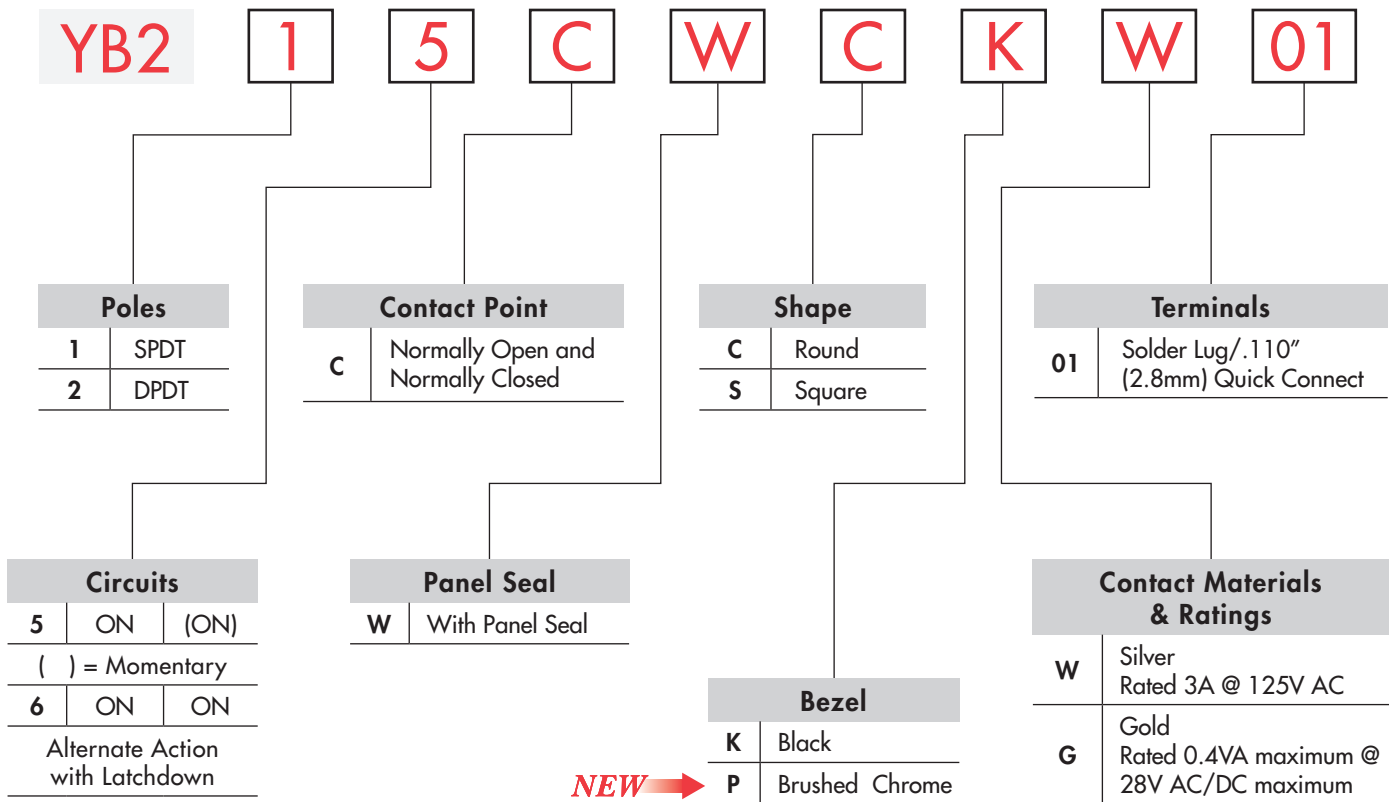 YB2 1 5 C W C K W 01
Poles
1 SPDT
2 DPDT
Contact Point
C Normally Open and
Normally Closed
Shape
C Round
S Square
Terminals
01 Solder Lug/.110”
(2.8mm) Quick Connect
Circuits
5 ON (ON)
( ) = Momentary
6 ON ON
Alternate Action
with Latchdown
Panel Seal
W With Panel Seal
Bezel
K Black
NEW P Brushed Chrome
Contact Materials
& Ratings
W Silver
Rated 3A @ 125V AC
G Gold
Rated 0.4VA maximum @
28V AC/DC maximum